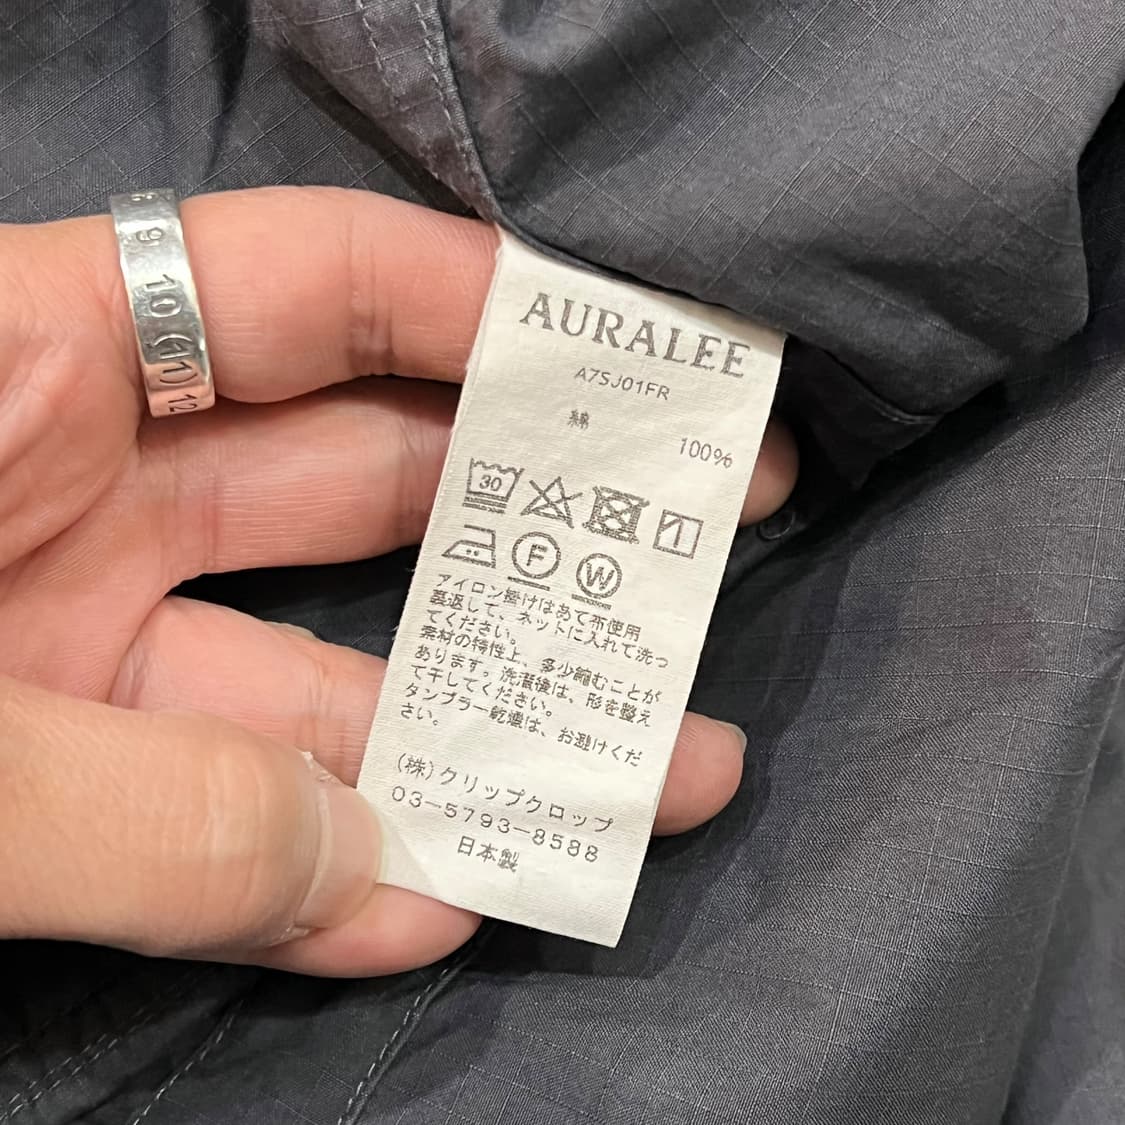 8
9
10
(11)
12
AURALEE
A7SJ01FR
綿 100%
30
F W
アイロン掛けはあて布使用
裏返して、ネットに入れて洗っ
てください。
素材の特性上、多少縮むことが
あります。洗濯後は、形を整え
て干してください。
タンブラー乾燥は、お避けくだ
さい。
(株)クリップクロップ
03-5793-8588
日本製